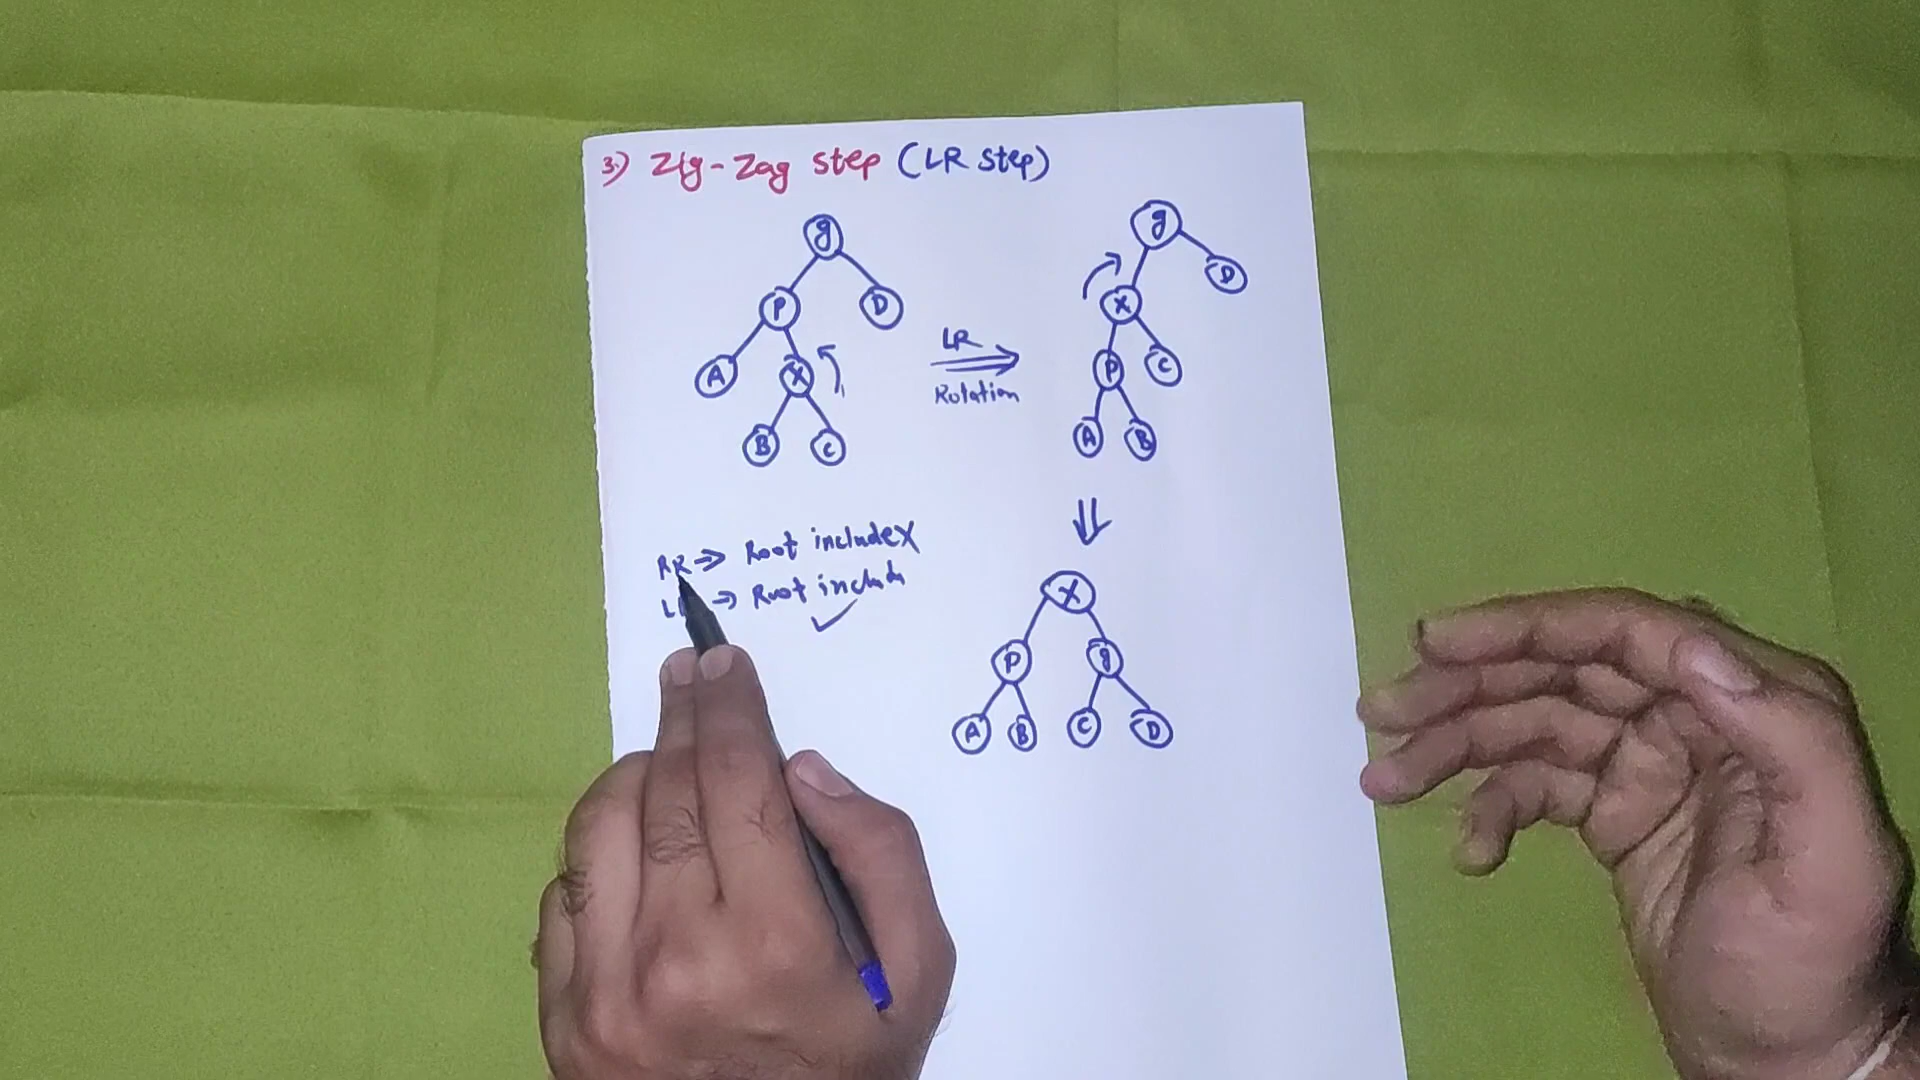 3.) Zig-Zag step (LR step)
g
P
D
A
X
B
C
LR
Rotation
g
D
X
P
C
A
B
RR => Root include X
=> Root include
X
P
g
A
B
C
D